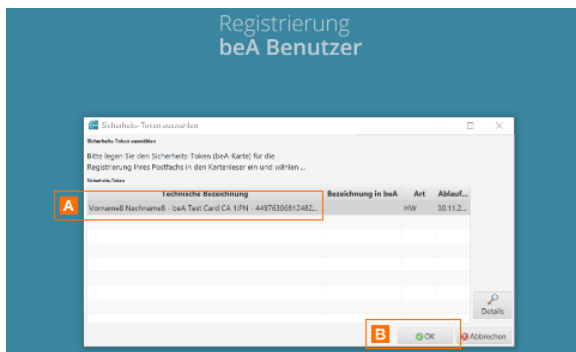 Registrierung
beA Benutzer
Sicherheits-Token auswählen
Sicherheits-Token auswählen
Bitte legen Sie den Sicherheits-Token (beA-Karte) für die
Registrierung Ihres Postfachs in den Kartenleser ein und wählen ...
Sicherheits-Token
Technische Bezeichnung Bezeichnung in beA Art Ablauf...
A
Vorname8 Nachname8 - beA Test Card CA 1:PN - 44976306812482... HW 30.11.2...
Details
B
OK Abbrechen